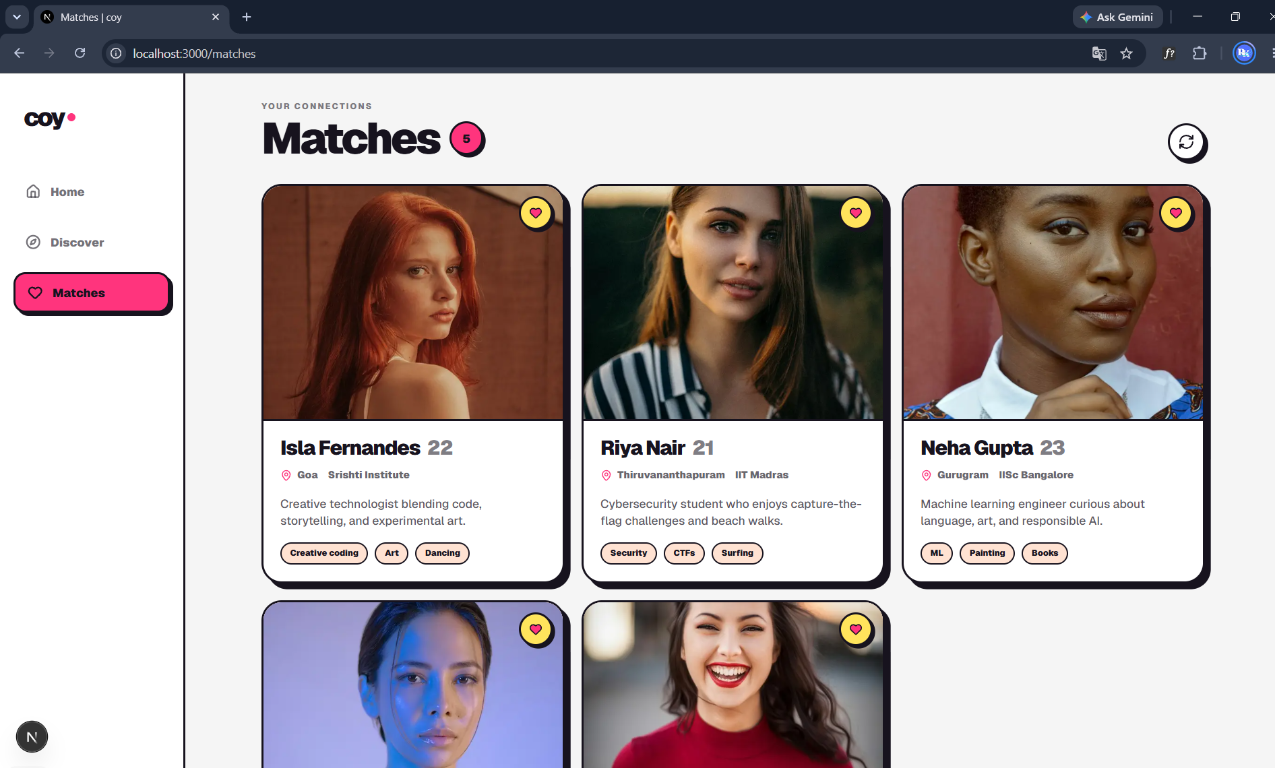 Matches | coy
Ask Gemini
localhost:3000/matches
coy
Home
Discover
Matches
YOUR CONNECTIONS
Matches 5
Isla Fernandes 22
Goa Srishti Institute
Creative technologist blending code,
storytelling, and experimental art.
Creative coding Art Dancing
Riya Nair 21
Thiruvananthapuram IIT Madras
Cybersecurity student who enjoys capture-the-
flag challenges and beach walks.
Security CTFs Surfing
Neha Gupta 23
Gurugram IISc Bangalore
Machine learning engineer curious about
language, art, and responsible AI.
ML Painting Books
N